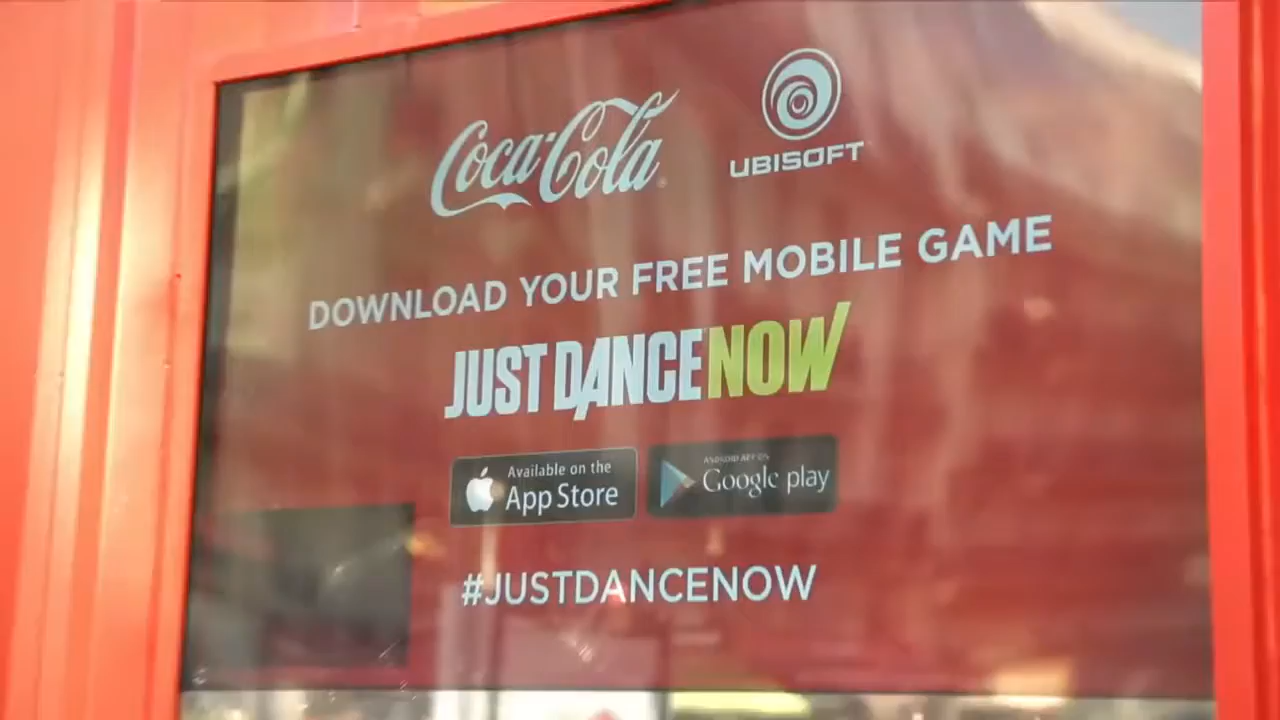 Coca-Cola
UBISOFT
DOWNLOAD YOUR FREE MOBILE GAME
JUST DANCE NOW
Available on the
App Store
ANDROID APP ON
Google play
#JUSTDANCENOW